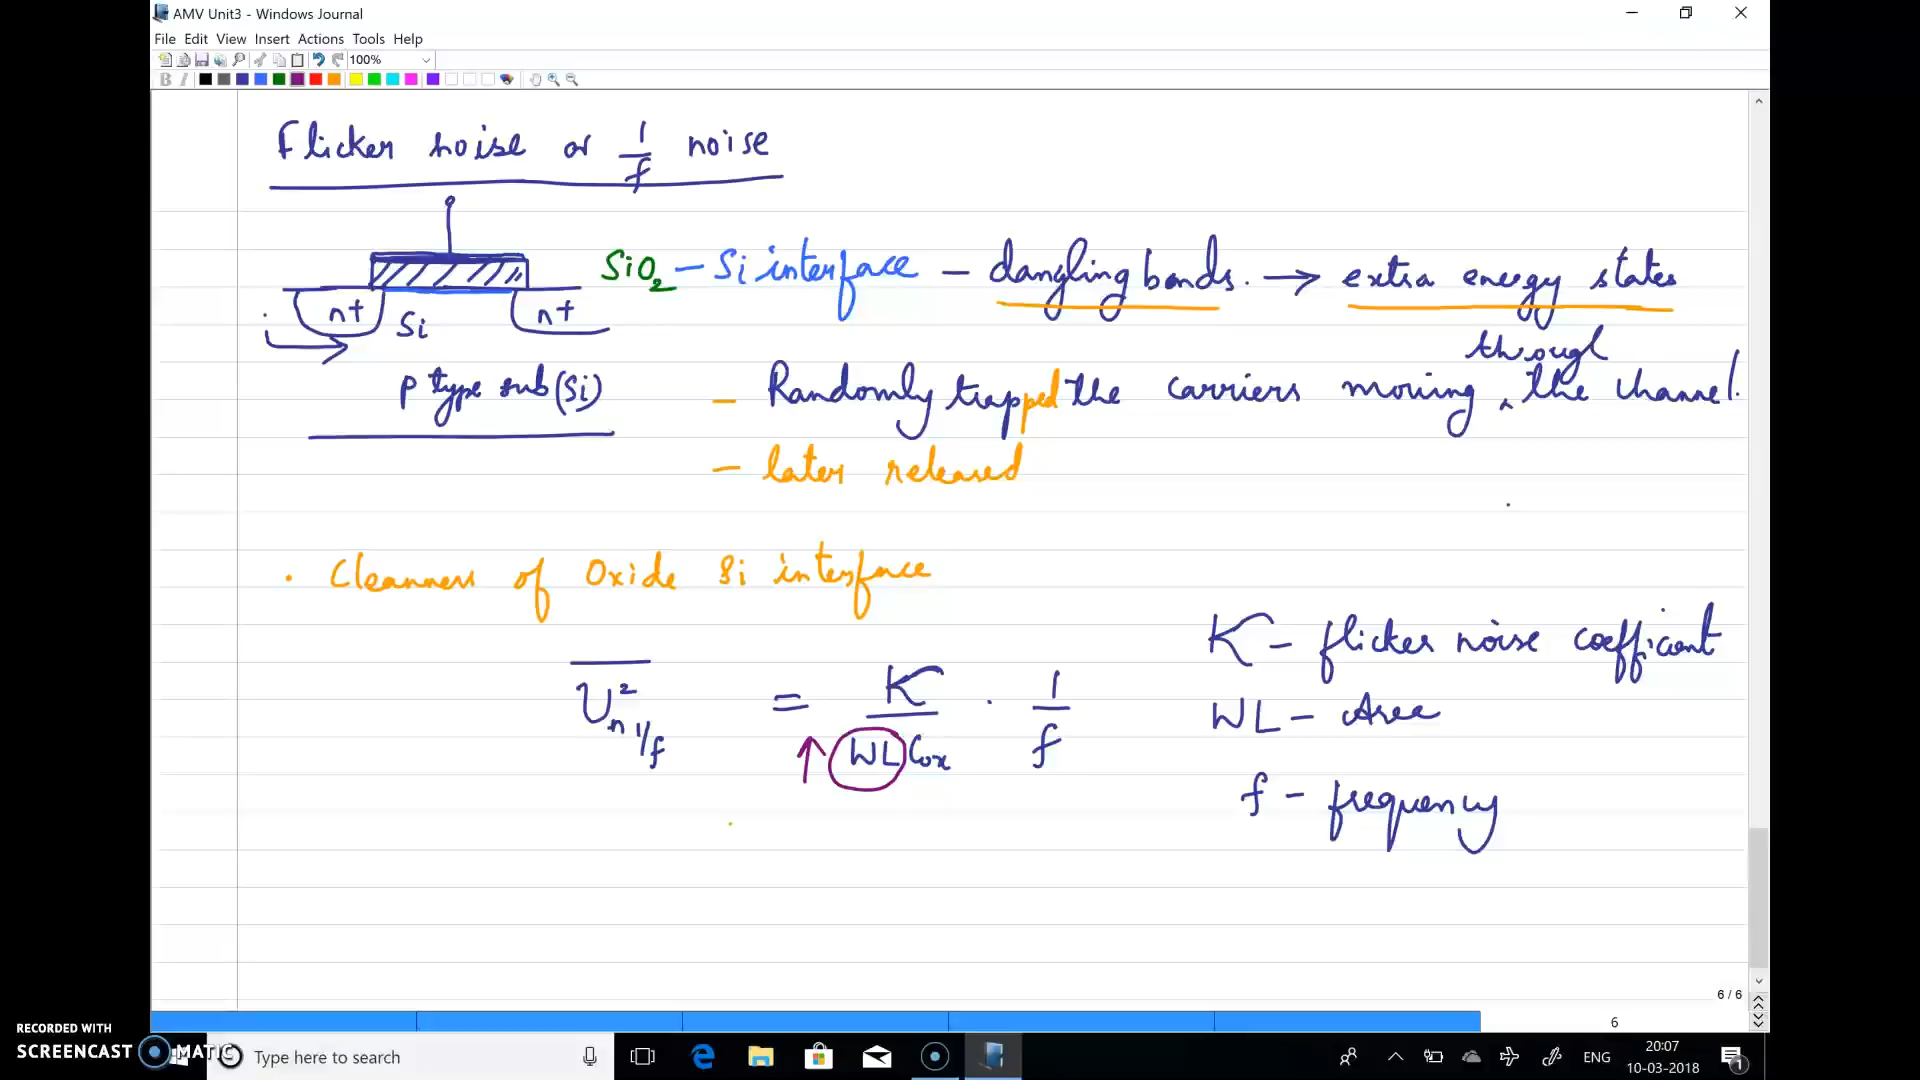 AMV Unit3 - Windows Journal
File Edit View Insert Actions Tools Help
100%
Flicker noise or 1/f noise
SiO2 – Si interface – dangling bonds. → extra energy states
n+ Si n+
through
p type sub (Si)
– Randomly trapped the carriers moving ^ the channel.
– later released
. Cleanness of Oxide Si interface
K – flicker noise coefficient
U²n 1/f = K/WLCox · 1/f
↑
WL – Area
f – frequency
6 / 6
6
RECORDED WITH
SCREENCAST MATIC
Type here to search
ENG
20:07
10-03-2018
1